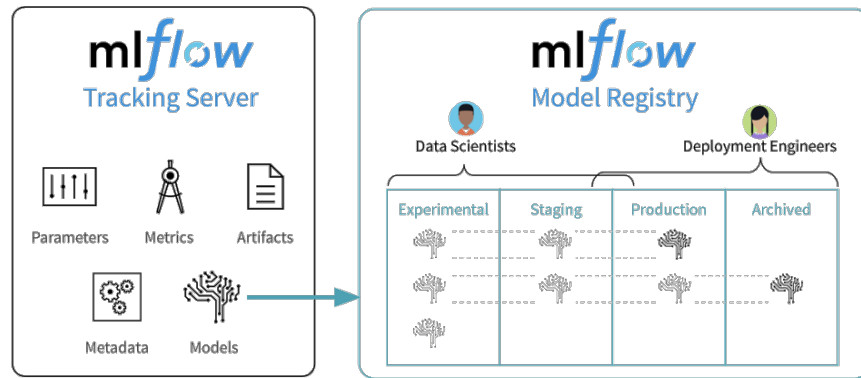 mlflow
Tracking Server
Parameters
Metrics
Artifacts
Metadata
Models
mlflow
Model Registry
Data Scientists
Deployment Engineers
Experimental
Staging
Production
Archived